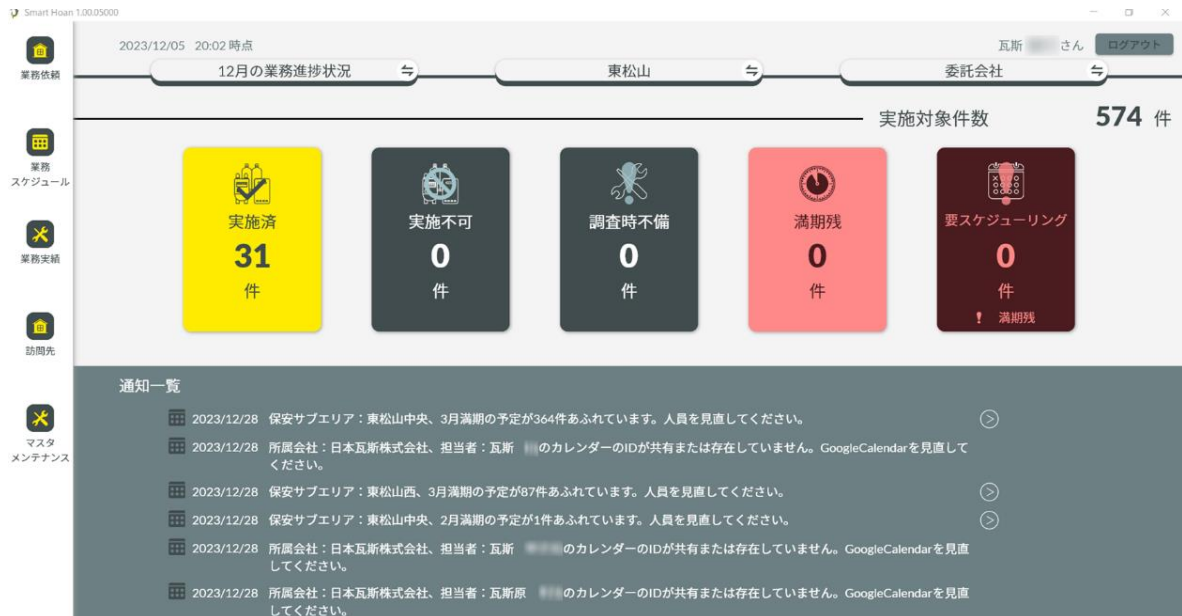 Smart Hoan 1.00.05000
2023/12/05 20:02 時点
瓦斯 さん
ログアウト
12月の業務進捗状況
東松山
委託会社
業務依頼
業務
スケジュール
業務実績
訪問先
マスタ
メンテナンス
実施対象件数 574 件
実施済
31
件
実施不可
0
件
調査時不備
0
件
満期残
0
件
要スケジューリング
0
件
! 満期残
通知一覧
2023/12/28 保安サブエリア：東松山中央、3月満期の予定が364件あふれています。人員を見直してください。
2023/12/28 所属会社：日本瓦斯株式会社、担当者：瓦斯 のカレンダーのIDが共有または存在していません。GoogleCalendarを見直して
ください。
2023/12/28 保安サブエリア：東松山西、3月満期の予定が87件あふれています。人員を見直してください。
2023/12/28 保安サブエリア：東松山中央、2月満期の予定が1件あふれています。人員を見直してください。
2023/12/28 所属会社：日本瓦斯株式会社、担当者：瓦斯 のカレンダーのIDが共有または存在していません。GoogleCalendarを見直
してください。
2023/12/28 所属会社：日本瓦斯株式会社、担当者：瓦斯原 のカレンダーのIDが共有または存在していません。GoogleCalendarを見直
してください。